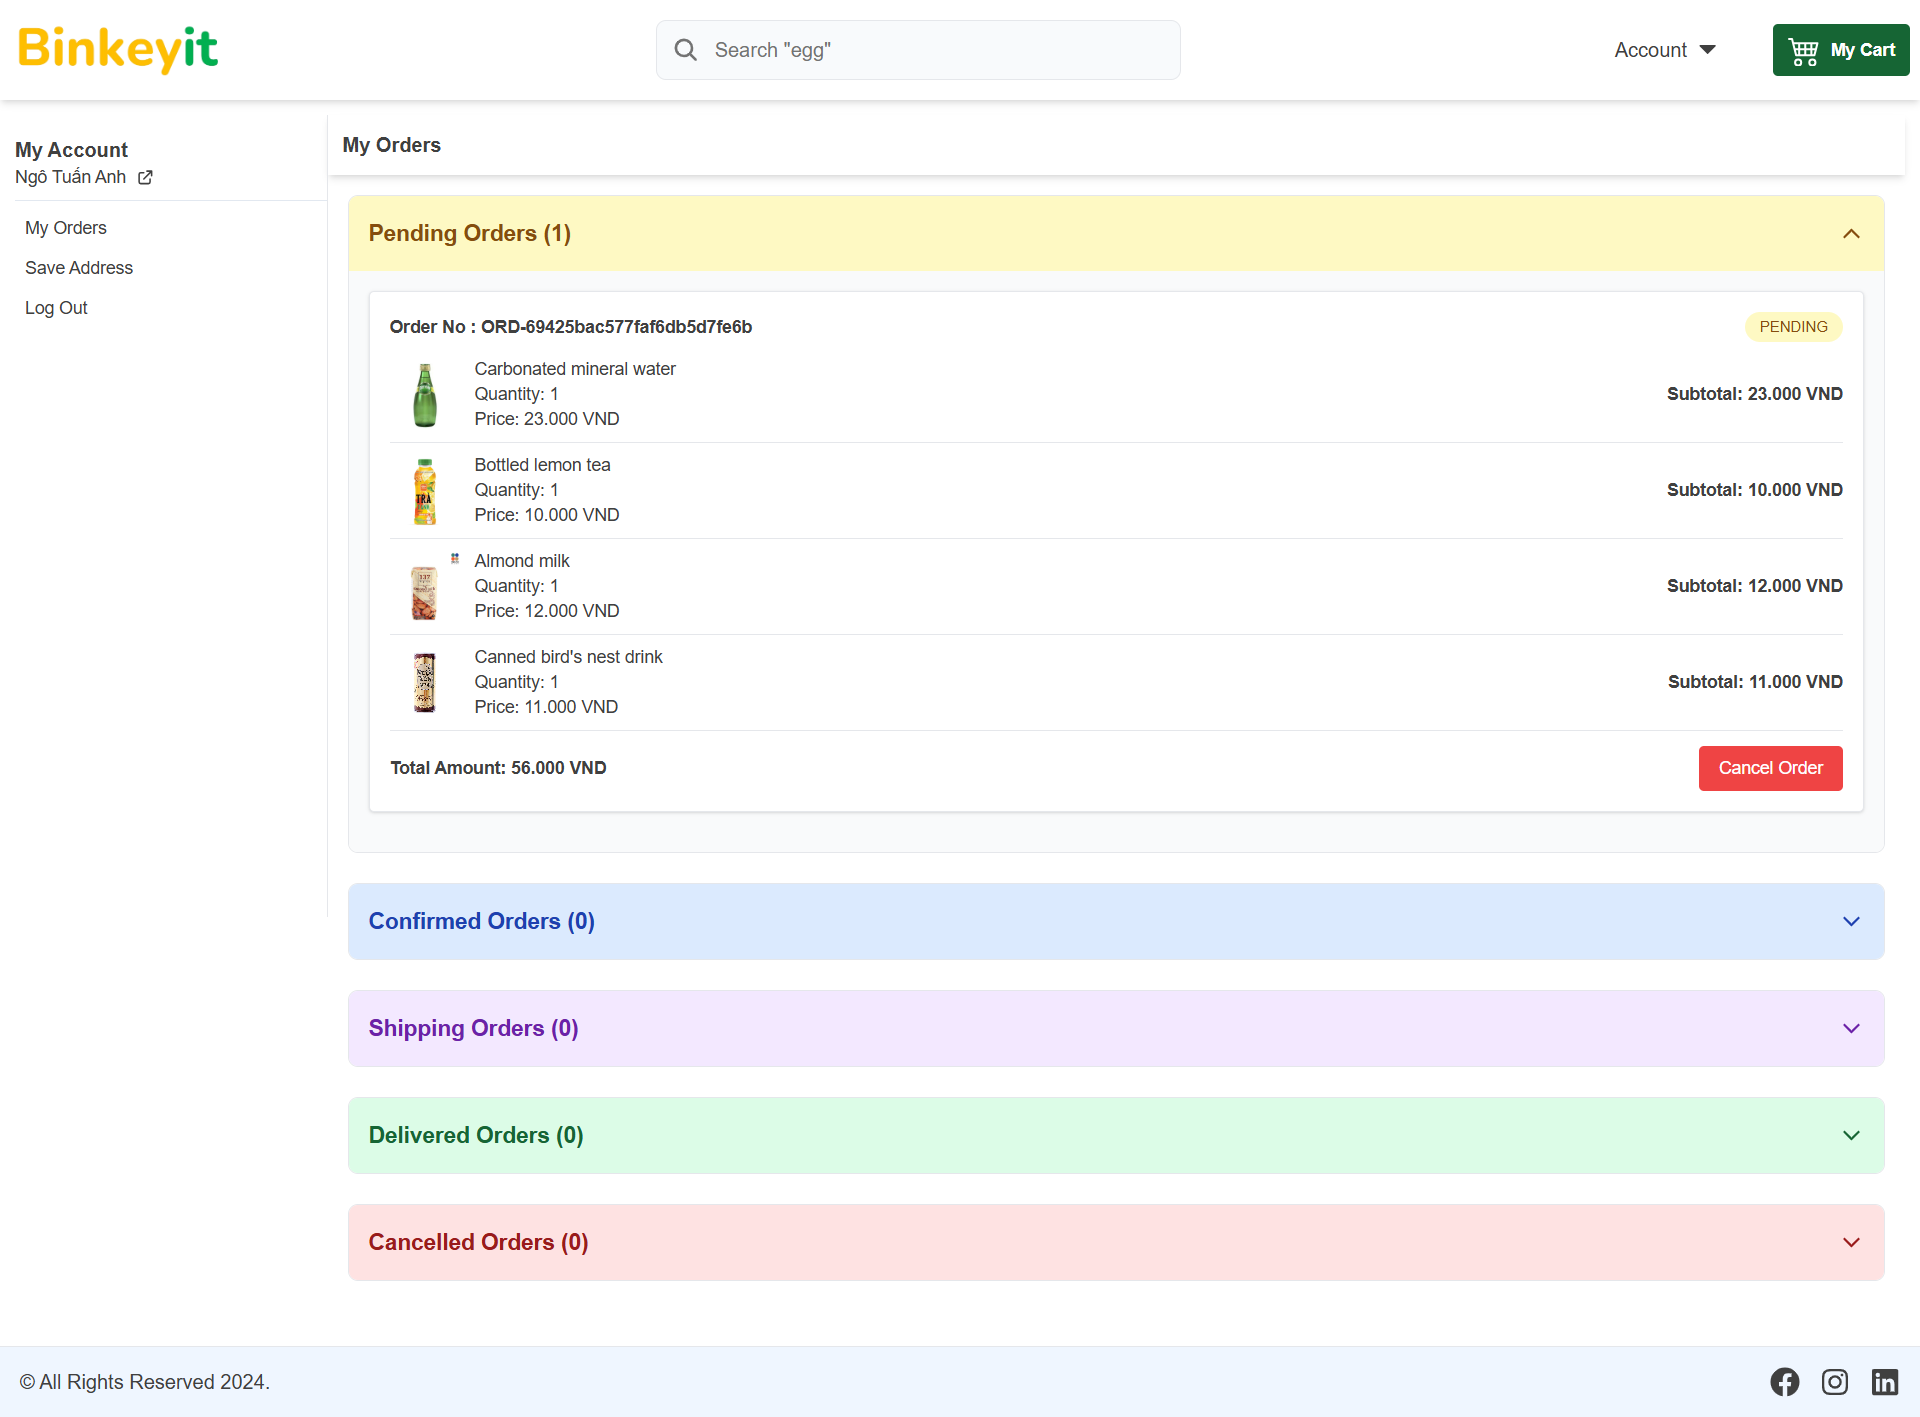 Binkeyit
Search "egg"
Account
My Cart
My Account
Ngô Tuấn Anh
My Orders
Save Address
Log Out
My Orders
Pending Orders (1)
Order No : ORD-69425bac577faf6db5d7fe6b
PENDING
Carbonated mineral water
Quantity: 1
Price: 23.000 VND
Subtotal: 23.000 VND
Bottled lemon tea
Quantity: 1
Price: 10.000 VND
Subtotal: 10.000 VND
TRÀ
Almond milk
Quantity: 1
Price: 12.000 VND
Subtotal: 12.000 VND
137
Canned bird's nest drink
Quantity: 1
Price: 11.000 VND
Subtotal: 11.000 VND
Total Amount: 56.000 VND
Cancel Order
Confirmed Orders (0)
Shipping Orders (0)
Delivered Orders (0)
Cancelled Orders (0)
© All Rights Reserved 2024.